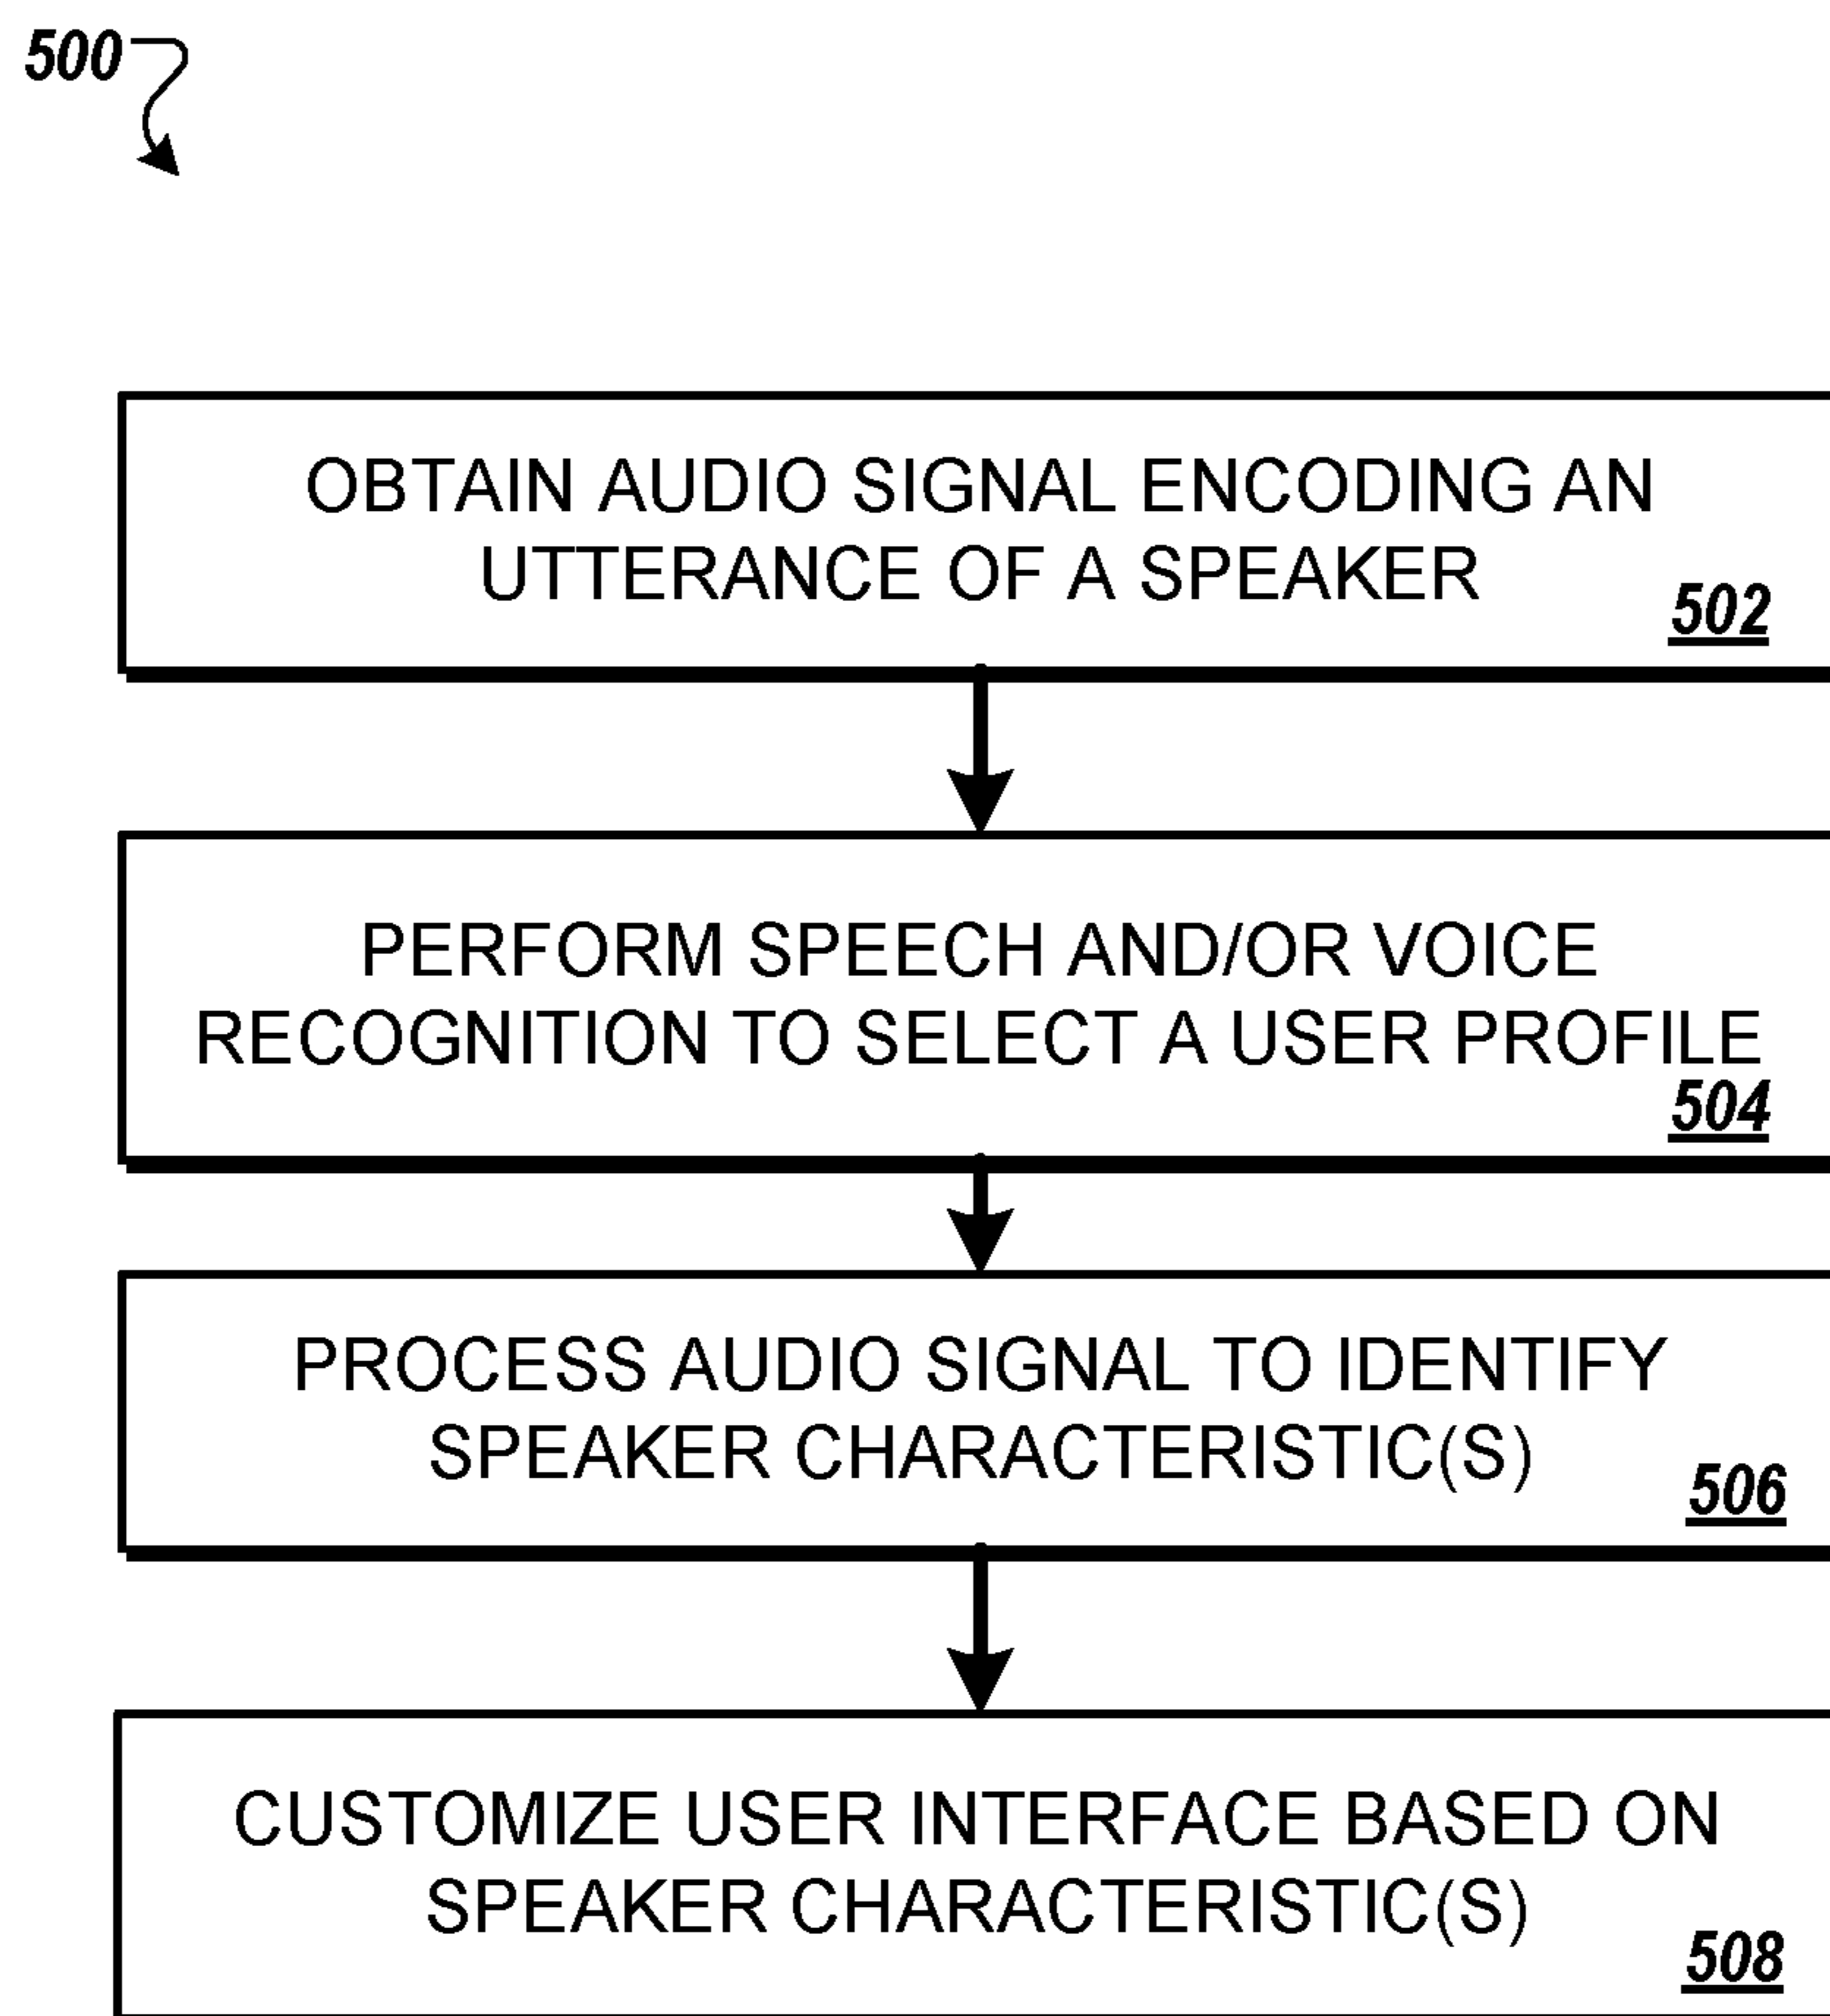 500
OBTAIN AUDIO SIGNAL ENCODING AN
UTTERANCE OF A SPEAKER
502
PERFORM SPEECH AND/OR VOICE
RECOGNITION TO SELECT A USER PROFILE
504
PROCESS AUDIO SIGNAL TO IDENTIFY
SPEAKER CHARACTERISTIC(S)
506
CUSTOMIZE USER INTERFACE BASED ON
SPEAKER CHARACTERISTIC(S)
508